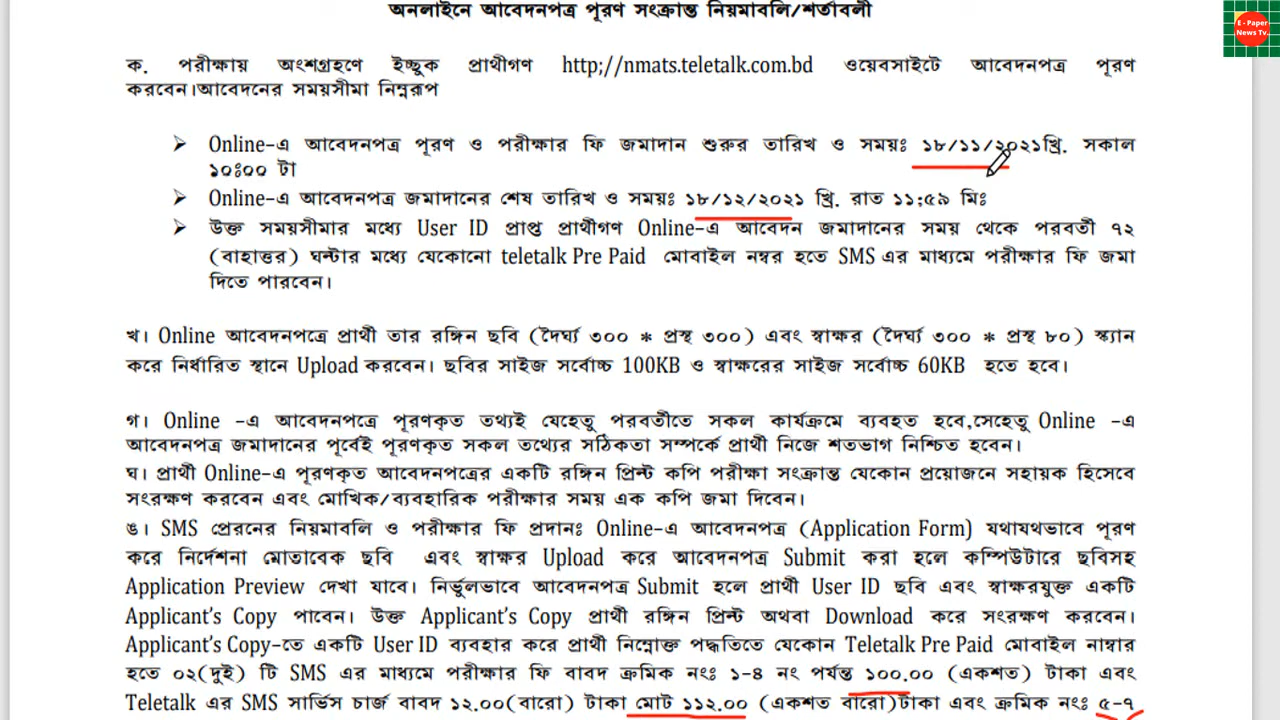 অনলাইনে আবেদনপত্র পূরণ সংক্রান্ত নিয়মাবলি/শর্তাবলী
E - Paper
News Tv.
ক. পরীক্ষায় অংশগ্রহণে ইচ্ছুক প্রার্থীগণ http;//nmats.teletalk.com.bd ওয়েবসাইটে আবেদনপত্র পূরণ
করবেন।আবেদনের সময়সীমা নিম্নরূপ
➢ Online-এ আবেদনপত্র পূরণ ও পরীক্ষার ফি জমাদান শুরুর তারিখ ও সময়ঃ ১৮/১১/২০২১খ্রি. সকাল
১০ঃ০০ টা
➢ Online-এ আবেদনপত্র জমাদানের শেষ তারিখ ও সময়ঃ ১৮/১২/২০২১ খ্রি. রাত ১১;৫৯ মিঃ
➢ উক্ত সময়সীমার মধ্যে User ID প্রাপ্ত প্রার্থীগণ Online-এ আবেদন জমাদানের সময় থেকে পরবর্তী ৭২
(বাহাত্তর) ঘন্টার মধ্যে যেকোনো teletalk Pre Paid মোবাইল নম্বর হতে SMS এর মাধ্যমে পরীক্ষার ফি জমা
দিতে পারবেন।
খ। Online আবেদনপত্রে প্রার্থী তার রঙ্গিন ছবি (দৈর্ঘ্য ৩০০ * প্রস্থ ৩০০) এবং স্বাক্ষর (দৈর্ঘ্য ৩০০ * প্রস্থ ৮০) স্ক্যান
করে নির্ধারিত স্থানে Upload করবেন। ছবির সাইজ সর্বোচ্চ 100KB ও স্বাক্ষরের সাইজ সর্বোচ্চ 60KB হতে হবে।
গ। Online -এ আবেদনপত্রে পূরণকৃত তথ্যই যেহেতু পরবর্তীতে সকল কার্যক্রমে ব্যবহত হবে,সেহেতু Online -এ
আবেদনপত্র জমাদানের পূর্বেই পূরণকৃত সকল তথ্যের সঠিকতা সম্পর্কে প্রার্থী নিজে শতভাগ নিশ্চিত হবেন।
ঘ। প্রার্থী Online-এ পূরণকৃত আবেদনপত্রের একটি রঙ্গিন প্রিন্ট কপি পরীক্ষা সংক্রান্ত যেকোন প্রয়োজনে সহায়ক হিসেবে
সংরক্ষণ করবেন এবং মৌখিক/ব্যবহারিক পরীক্ষার সময় এক কপি জমা দিবেন।
ঙ। SMS প্রেরনের নিয়মাবলি ও পরীক্ষার ফি প্রদানঃ Online-এ আবেদনপত্র (Application Form) যথাযথভাবে পূরণ
করে নির্দেশনা মোতাবেক ছবি এবং স্বাক্ষর Upload করে আবেদনপত্র Submit করা হলে কম্পিউটারে ছবিসহ
Application Preview দেখা যাবে। নির্ভুলভাবে আবেদনপত্র Submit হলে প্রার্থী User ID ছবি এবং স্বাক্ষরযুক্ত একটি
Applicant's Copy পাবেন। উক্ত Applicant's Copy প্রার্থী রঙ্গিন প্রিন্ট অথবা Download করে সংরক্ষণ করবেন।
Applicant's Copy-তে একটি User ID ব্যবহার করে প্রার্থী নিম্নোক্ত পদ্ধতিতে যেকোন Teletalk Pre Paid মোবাইল নাম্বার
হতে ০২(দুই) টি SMS এর মাধ্যমে পরীক্ষার ফি বাবদ ক্রমিক নংঃ ১-৪ নং পর্যন্ত ১০০.০০ (একশত) টাকা এবং
Teletalk এর SMS সার্ভিস চার্জ বাবদ ১২.00(বারো) টাকা মোট ১১২.০০ (একশত বারো)টাকা এবং ক্রমিক নংঃ ৫-৭